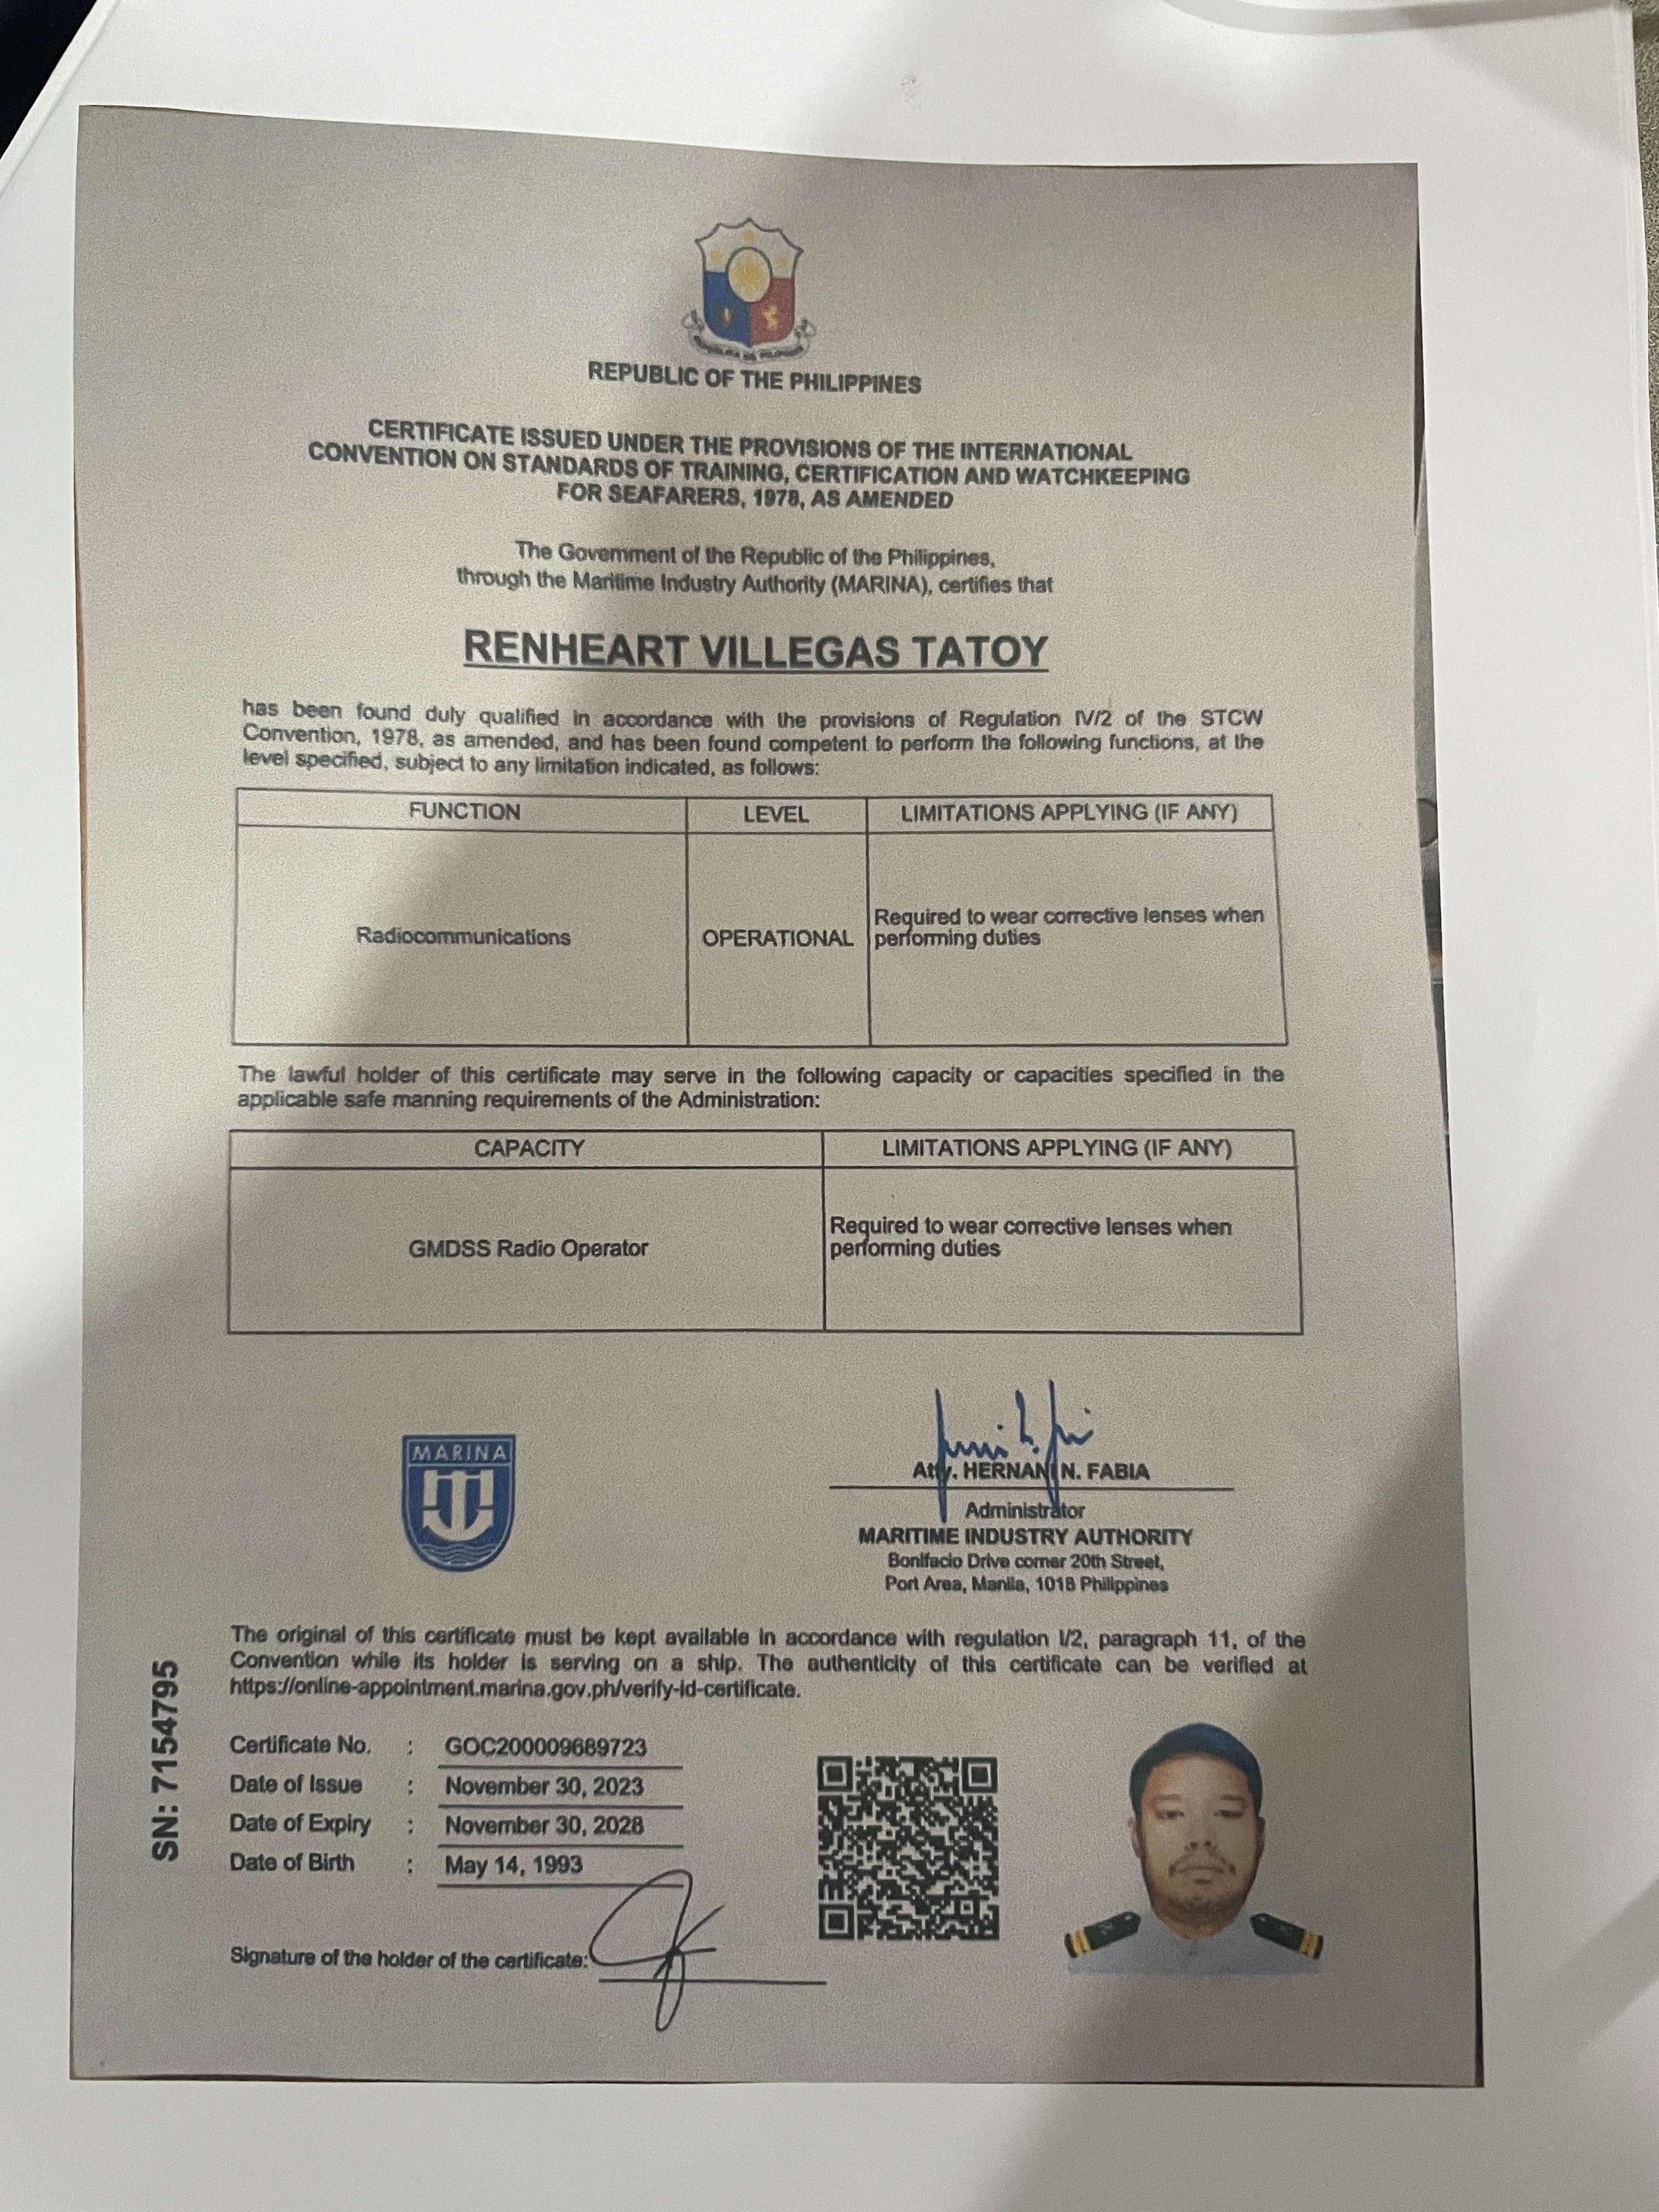 REPUBLIC OF THE PHILIPPINES
CERTIFICATE ISSUED UNDER THE PROVISIONS OF THE INTERNATIONAL
CONVENTION ON STANDARDS OF TRAINING, CERTIFICATION AND WATCHKEEPING
FOR SEAFARERS, 1978, AS AMENDED
The Government of the Republic of the Philippines,
through the Maritime Industry Authority (MARINA), certifies that
RENHEART VILLEGAS TATOY
has been found duly qualified in accordance with the provisions of Regulation IV/2 of the STCW
Convention, 1978, as amended, and has been found competent to perform the following functions, at the
level specified, subject to any limitation indicated, as follows:
FUNCTION LEVEL LIMITATIONS APPLYING (IF ANY)
Radiocommunications OPERATIONAL Required to wear corrective lenses when
performing duties
The lawful holder of this certificate may serve in the following capacity or capacities specified in the
applicable safe manning requirements of the Administration:
CAPACITY LIMITATIONS APPLYING (IF ANY)
GMDSS Radio Operator Required to wear corrective lenses when
performing duties
MARINA
Atty. HERNANI N. FABIA
Administrator
MARITIME INDUSTRY AUTHORITY
Bonifacio Drive corner 20th Street,
Port Area, Manila, 1018 Philippines
The original of this certificate must be kept available in accordance with regulation I/2, paragraph 11, of the
Convention while its holder is serving on a ship. The authenticity of this certificate can be verified at
https://online-appointment.marina.gov.ph/verify-id-certificate.
SN: 7154795
Certificate No. : GOC200009689723
Date of Issue : November 30, 2023
Date of Expiry : November 30, 2028
Date of Birth : May 14, 1993
Signature of the holder of the certificate: